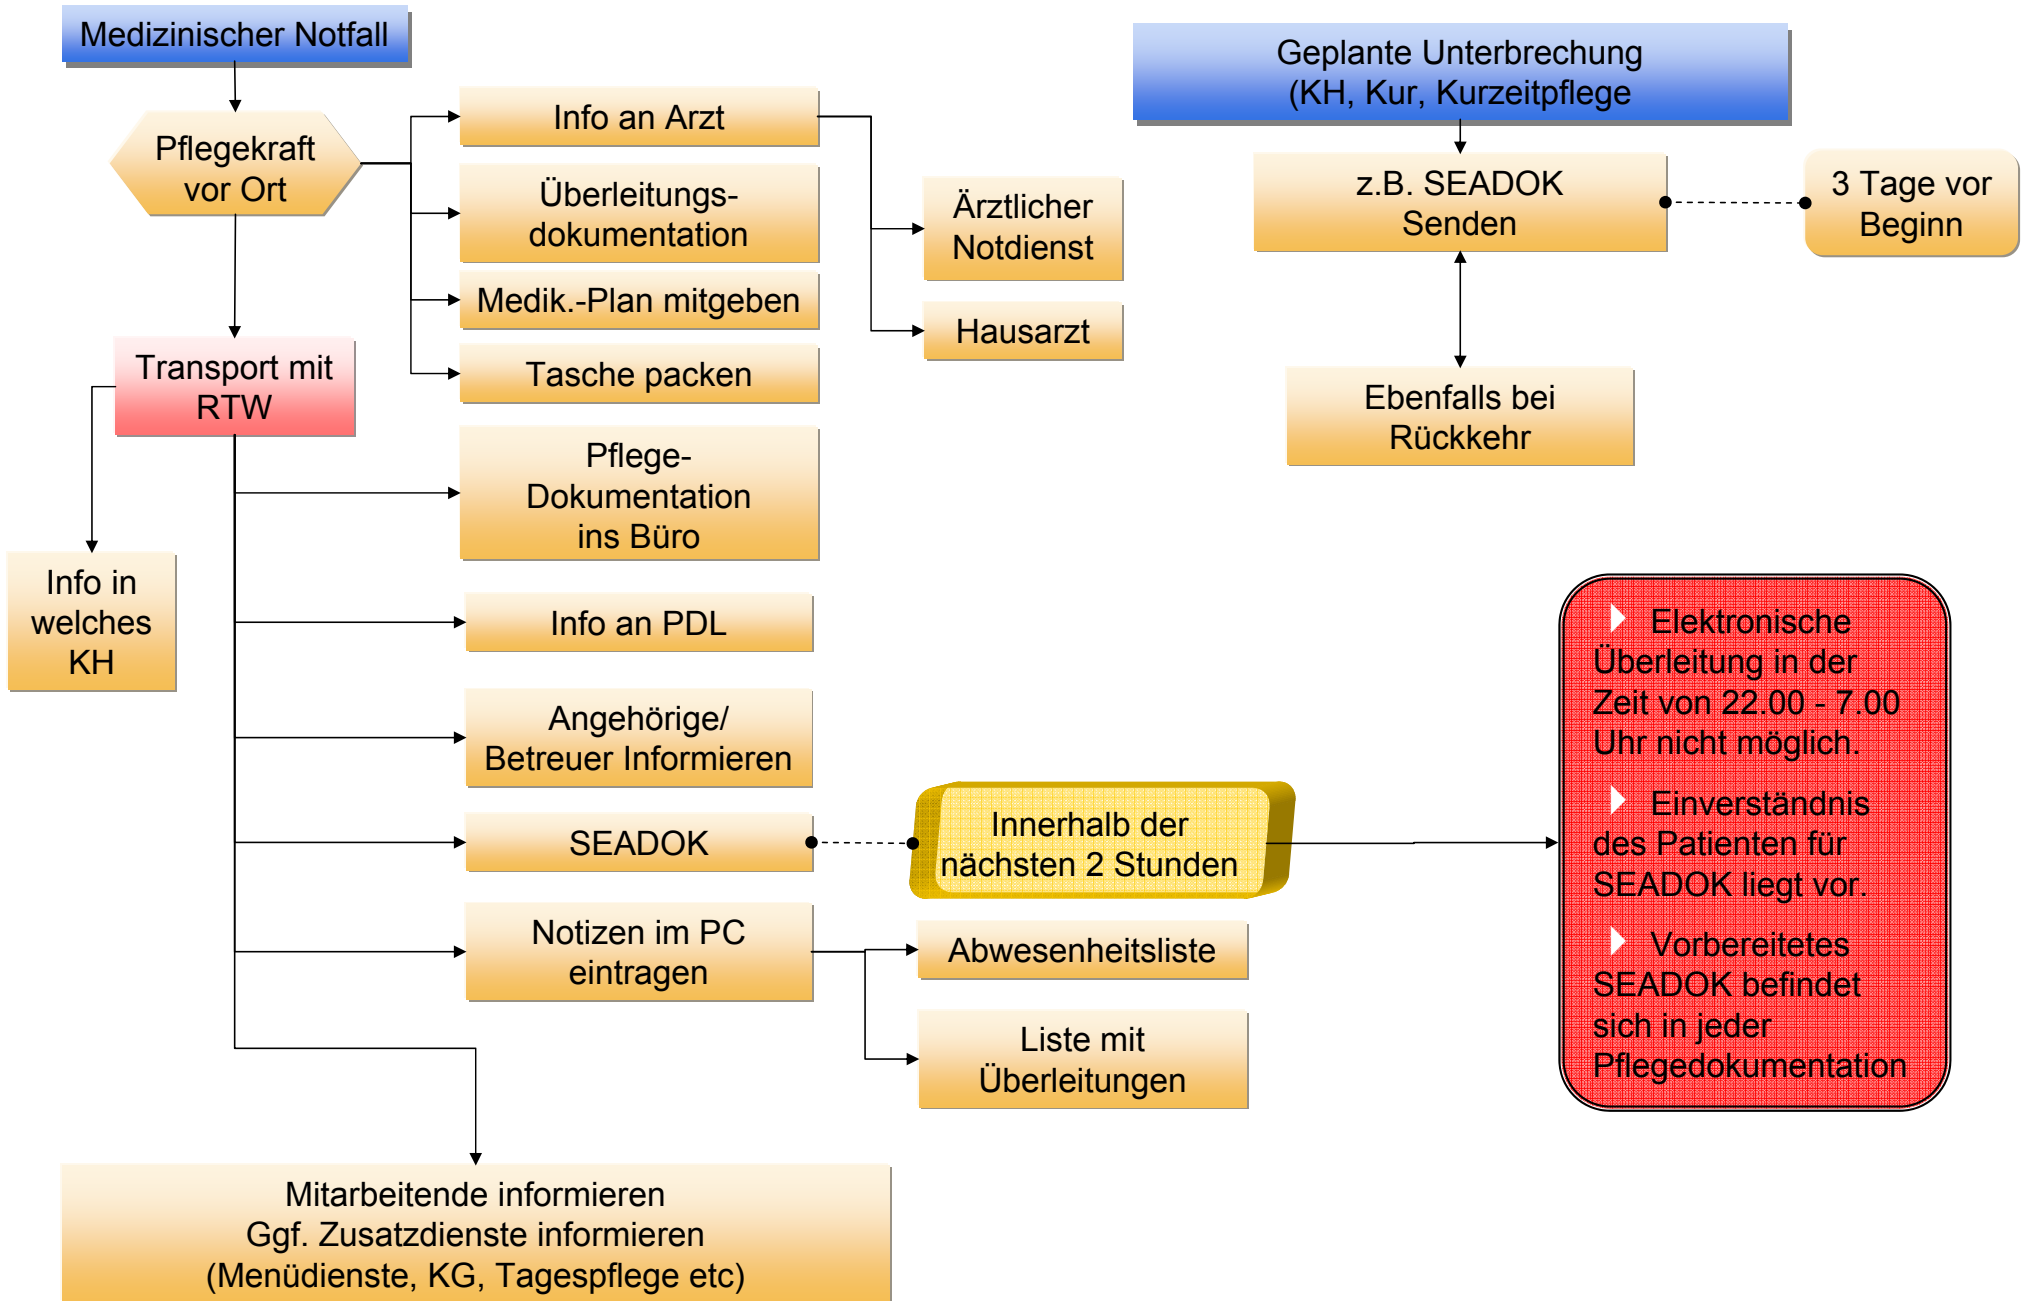 Medizinischer Notfall
Pflegekraft
vor Ort
Info an Arzt
Überleitungs-
dokumentation
Medik.-Plan mitgeben
Tasche packen
Ärztlicher
Notdienst
Hausarzt
Transport mit
RTW
Info in
welches
KH
Pflege-
Dokumentation
ins Büro
Info an PDL
Angehörige/
Betreuer Informieren
SEADOK
Innerhalb der
nächsten 2 Stunden
Notizen im PC
eintragen
Abwesenheitsliste
Liste mit
Überleitungen
Mitarbeitende informieren
Ggf. Zusatzdienste informieren
(Menüdienste, KG, Tagespflege etc)
Geplante Unterbrechung
(KH, Kur, Kurzeitpflege
z.B. SEADOK
Senden
3 Tage vor
Beginn
Ebenfalls bei
Rückkehr
Elektronische
Überleitung in der
Zeit von 22.00 - 7.00
Uhr nicht möglich.
Einverständnis
des Patienten für
SEADOK liegt vor.
Vorbereitetes
SEADOK befindet
sich in jeder
Pflegedokumentation